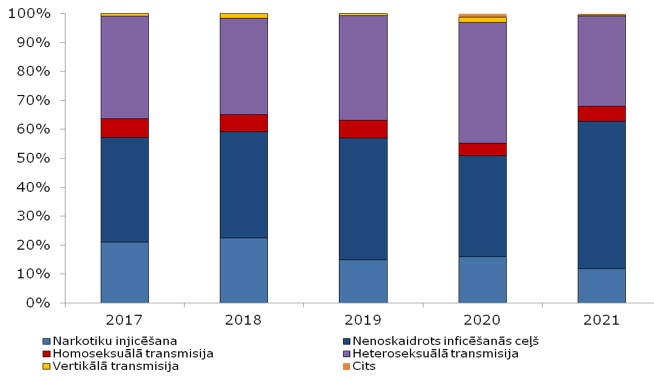 100%
90%
80%
70%
60%
50%
40%
30%
20%
10%
0%
2017 2018 2019 2020 2021
Narkotiku injicēšana Nenoskaidrots inficēšanās ceļš
Homoseksuālā transmisija Heteroseksuālā transmisija
Vertikālā transmisija Cits